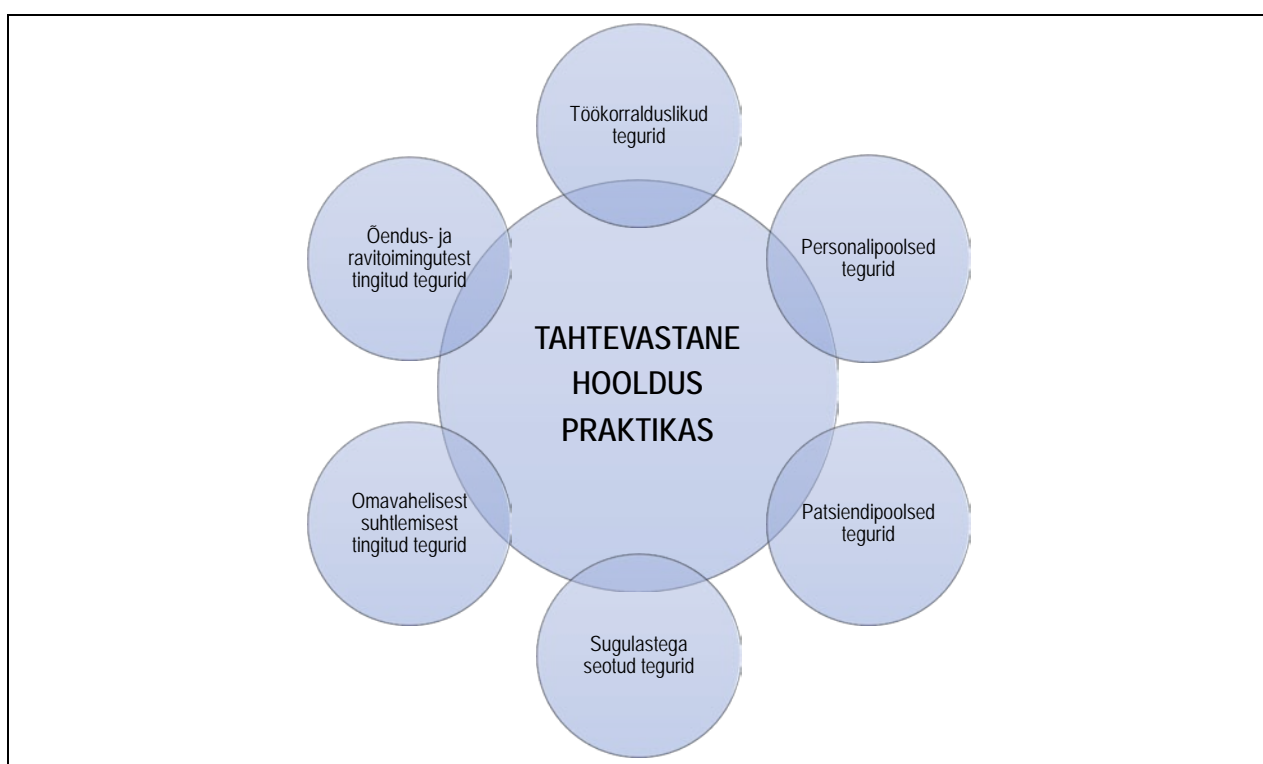 Töökorralduslikud
tegurid
Personalipoolsed
tegurid
Patsiendipoolsed
tegurid
Sugulastega
seotud tegurid
Omavahelisest
suhtlemisest
tingitud tegurid
Õendus- ja
ravitoimingutest
tingitud tegurid
TAHTEVASTANE
HOOLDUS
PRAKTIKAS